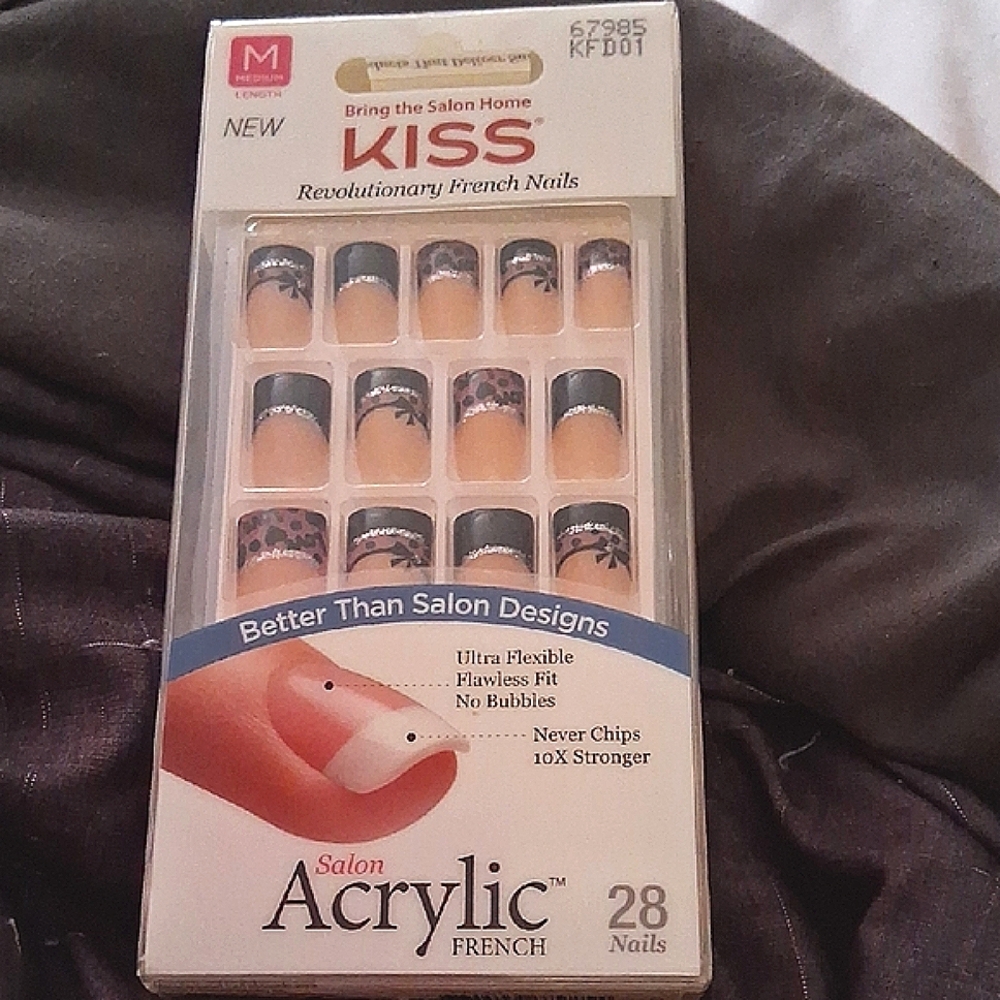 67985
KFD01
M
MEDIUM
LENGTH
NEW
Bring the Salon Home
KISS®
Revolutionary French Nails
Better Than Salon Designs
Ultra Flexible
Flawless Fit
No Bubbles
Never Chips
10X Stronger
Salon
Acrylic™
FRENCH
28
Nails